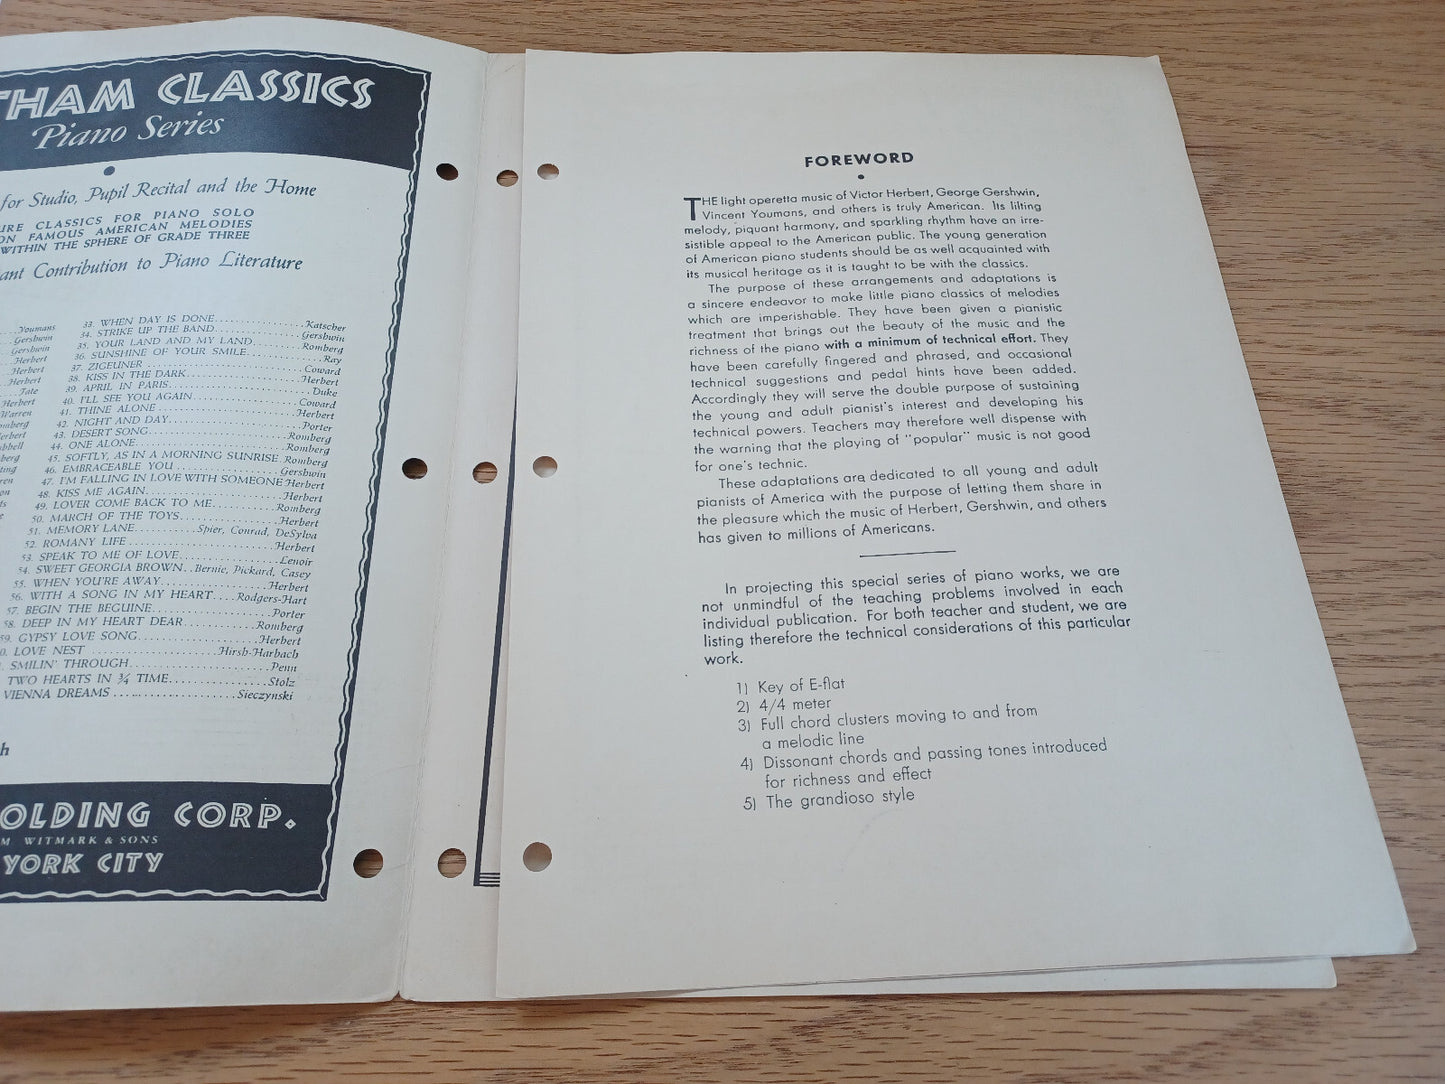 THAM CLASSICS
Piano Series
for Studio, Pupil Recital and the Home
URE CLASSICS FOR PIANO SOLO
ON FAMOUS AMERICAN MELODIES
WITHIN THE SPHERE OF GRADE THREE
ant Contribution to Piano Literature
Youmans
Gershwin
Gershwin
Herbert
Herbert
Herbert
Tate
Herbert
Warren
33. WHEN DAY IS DONE Katscher
34. STRIKE UP THE BAND Gershwin
35. YOUR LAND AND MY LAND Romberg
36. SUNSHINE OF YOUR SMILE Ray
37. ZIGEUNER Coward
38. KISS IN THE DARK Herbert
39. APRIL IN PARIS Duke
40. I'LL SEE YOU AGAIN Coward
41. THINE ALONE Herbert
42. NIGHT AND DAY Porter
43. DESERT SONG Romberg
44. ONE ALONE Romberg
45. SOFTLY, AS IN A MORNING SUNRISE Romberg
46. EMBRACEABLE YOU Gershwin
47. I'M FALLING IN LOVE WITH SOMEONE Herbert
48. KISS ME AGAIN Herbert
49. LOVER COME BACK TO ME Romberg
50. MARCH OF THE TOYS Herbert
51. MEMORY LANE Spier, Conrad, DeSylva
52. ROMANY LIFE Herbert
53. SPEAK TO ME OF LOVE Lenoir
54. SWEET GEORGIA BROWN Bernie, Pickard, Casey
55. WHEN YOU'RE AWAY Herbert
56. WITH A SONG IN MY HEART Rodgers-Hart
57. BEGIN THE BEGUINE Porter
58. DEEP IN MY HEART DEAR Romberg
59. GYPSY LOVE SONG Herbert
0. LOVE NEST Hirsh-Harbach
. SMILIN' THROUGH Penn
TWO HEARTS IN ¾ TIME Stolz
VIENNA DREAMS Sieczynski
h
OLDING CORP.
M WITMARK & SONS
YORK CITY
FOREWORD
THE light operetta music of Victor Herbert, George Gershwin,
Vincent Youmans, and others is truly American. Its lilting
melody, piquant harmony, and sparkling rhythm have an irre-
sistible appeal to the American public. The young generation
of American piano students should be as well acquainted with
its musical heritage as it is taught to be with the classics.
The purpose of these arrangements and adaptations is
a sincere endeavor to make little piano classics of melodies
which are imperishable. They have been given a pianistic
treatment that brings out the beauty of the music and the
richness of the piano with a minimum of technical effort. They
have been carefully fingered and phrased, and occasional
technical suggestions and pedal hints have been added.
Accordingly they will serve the double purpose of sustaining
the young and adult pianist's interest and developing his
technical powers. Teachers may therefore well dispense with
the warning that the playing of "popular" music is not good
for one's technic.
These adaptations are dedicated to all young and adult
pianists of America with the purpose of letting them share in
the pleasure which the music of Herbert, Gershwin, and others
has given to millions of Americans.
In projecting this special series of piano works, we are
not unmindful of the teaching problems involved in each
individual publication. For both teacher and student, we are
listing therefore the technical considerations of this particular
work.
1) Key of E-flat
2) 4/4 meter
3) Full chord clusters moving to and from
a melodic line
4) Dissonant chords and passing tones introduced
for richness and effect
5) The grandioso style